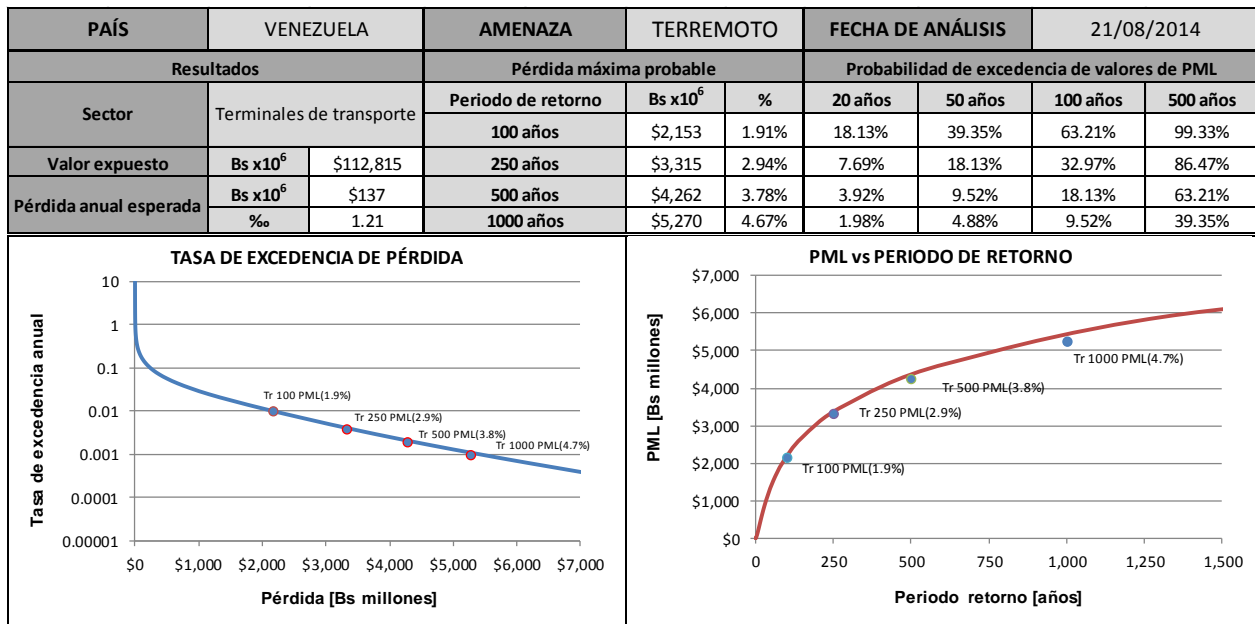 PAÍS VENEZUELA AMENAZA TERREMOTO FECHA DE ANÁLISIS 21/08/2014
Resultados Pérdida máxima probable Probabilidad de excedencia de valores de PML
Sector Terminales de transporte Periodo de retorno Bs x10⁶ % 20 años 50 años 100 años 500 años
100 años $2,153 1.91% 18.13% 39.35% 63.21% 99.33%
Valor expuesto Bs x10⁶ $112,815 250 años $3,315 2.94% 7.69% 18.13% 32.97% 86.47%
Pérdida anual esperada Bs x10⁶ $137 500 años $4,262 3.78% 3.92% 9.52% 18.13% 63.21%
‰ 1.21 1000 años $5,270 4.67% 1.98% 4.88% 9.52% 39.35%
TASA DE EXCEDENCIA DE PÉRDIDA
Tasa de excedencia anual
10
1
0.1
0.01
0.001
0.0001
0.00001
Tr 100 PML(1.9%)
Tr 250 PML(2.9%)
Tr 500 PML(3.8%)
Tr 1000 PML(4.7%)
$0 $1,000 $2,000 $3,000 $4,000 $5,000 $6,000 $7,000
Pérdida [Bs millones]
PML vs PERIODO DE RETORNO
PML [Bs millones]
$7,000
$6,000
$5,000
$4,000
$3,000
$2,000
$1,000
$0
Tr 1000 PML(4.7%)
Tr 500 PML(3.8%)
Tr 250 PML(2.9%)
Tr 100 PML(1.9%)
0 250 500 750 1,000 1,250 1,500
Periodo retorno [años]